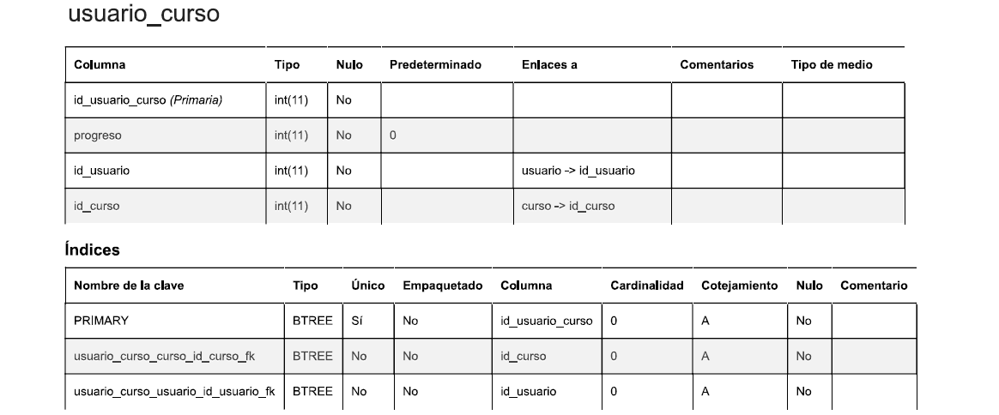 usuario_curso
Columna Tipo Nulo Predeterminado Enlaces a Comentarios Tipo de medio
id_usuario_curso (Primaria) int(11) No
progreso int(11) No 0
id_usuario int(11) No usuario -> id_usuario
id_curso int(11) No curso -> id_curso
Índices
Nombre de la clave Tipo Único Empaquetado Columna Cardinalidad Cotejamiento Nulo Comentario
PRIMARY BTREE Sí No id_usuario_curso 0 A No
usuario_curso_curso_id_curso_fk BTREE No No id_curso 0 A No
usuario_curso_usuario_id_usuario_fk BTREE No No id_usuario 0 A No